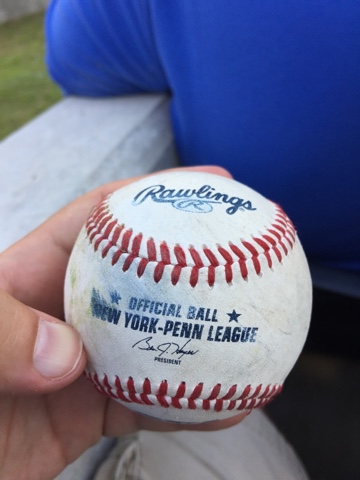 Rawlings
R
OFFICIAL BALL
NEW YORK-PENN LEAGUE
PRESIDENT